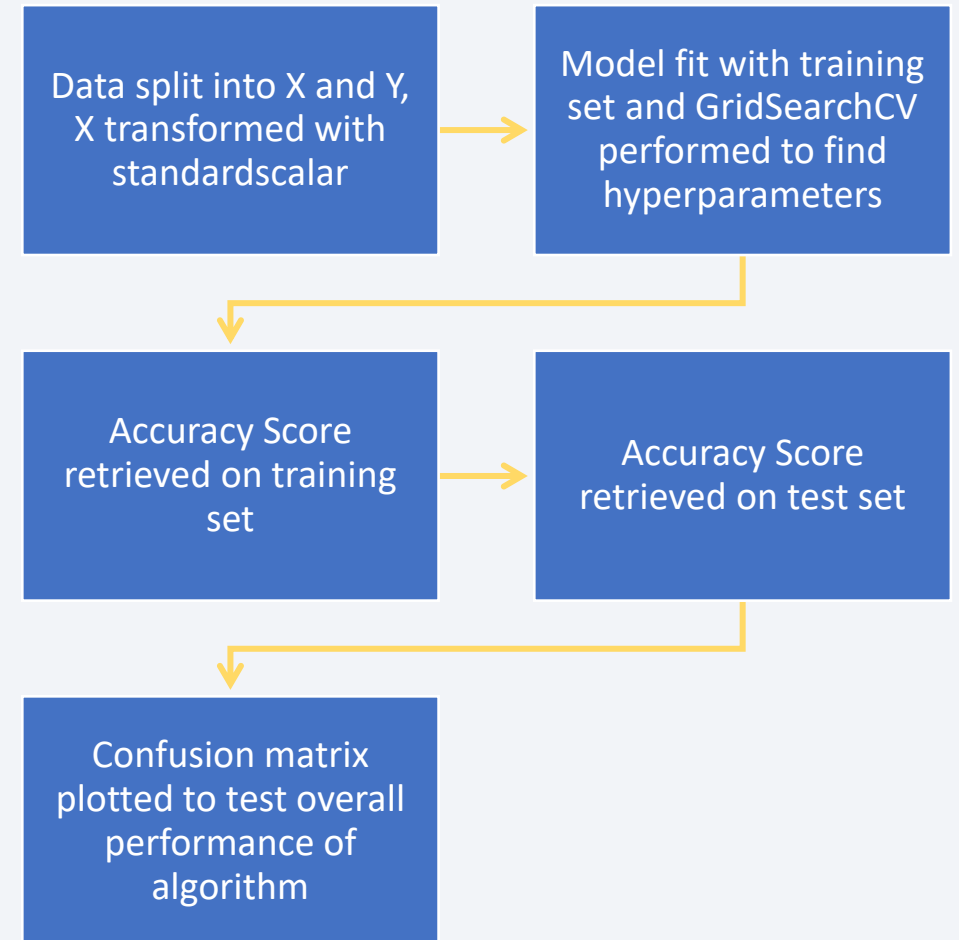 Data split into X and Y,
X transformed with
standardscalar
Model fit with training
set and GridSearchCV
performed to find
hyperparameters
Accuracy Score
retrieved on training
set
Accuracy Score
retrieved on test set
Confusion matrix
plotted to test overall
performance of
algorithm